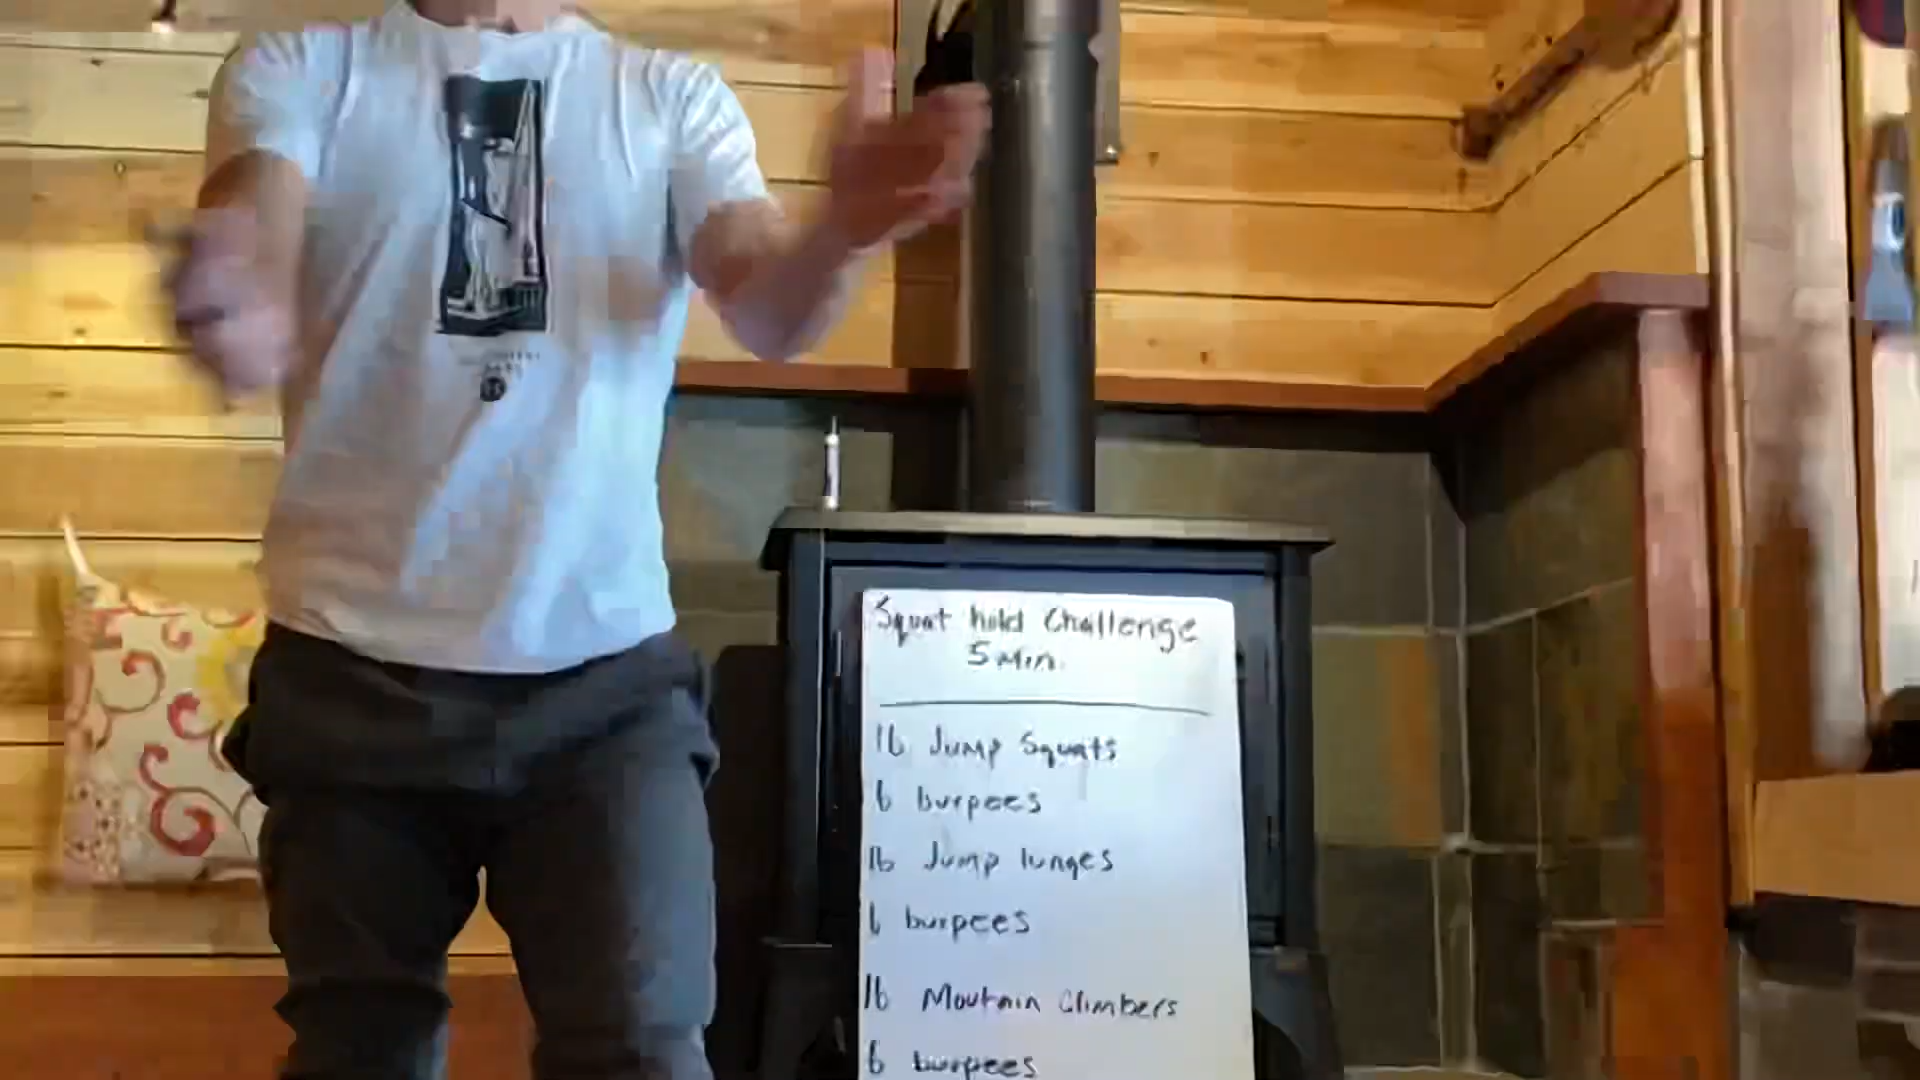 Squat hold Challenge
5 Min.
16 Jump Squats
6 burpees
16 Jump lunges
6 burpees
16 Moutain Climbers
6 burpees